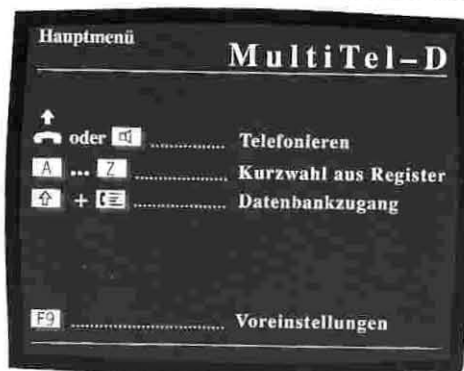 Hauptmenü
MultiTel–D
oder ............... Telefonieren
A ... Z ............... Kurzwahl aus Register
+ ............... Datenbankzugang
F9 ............................ Voreinstellungen